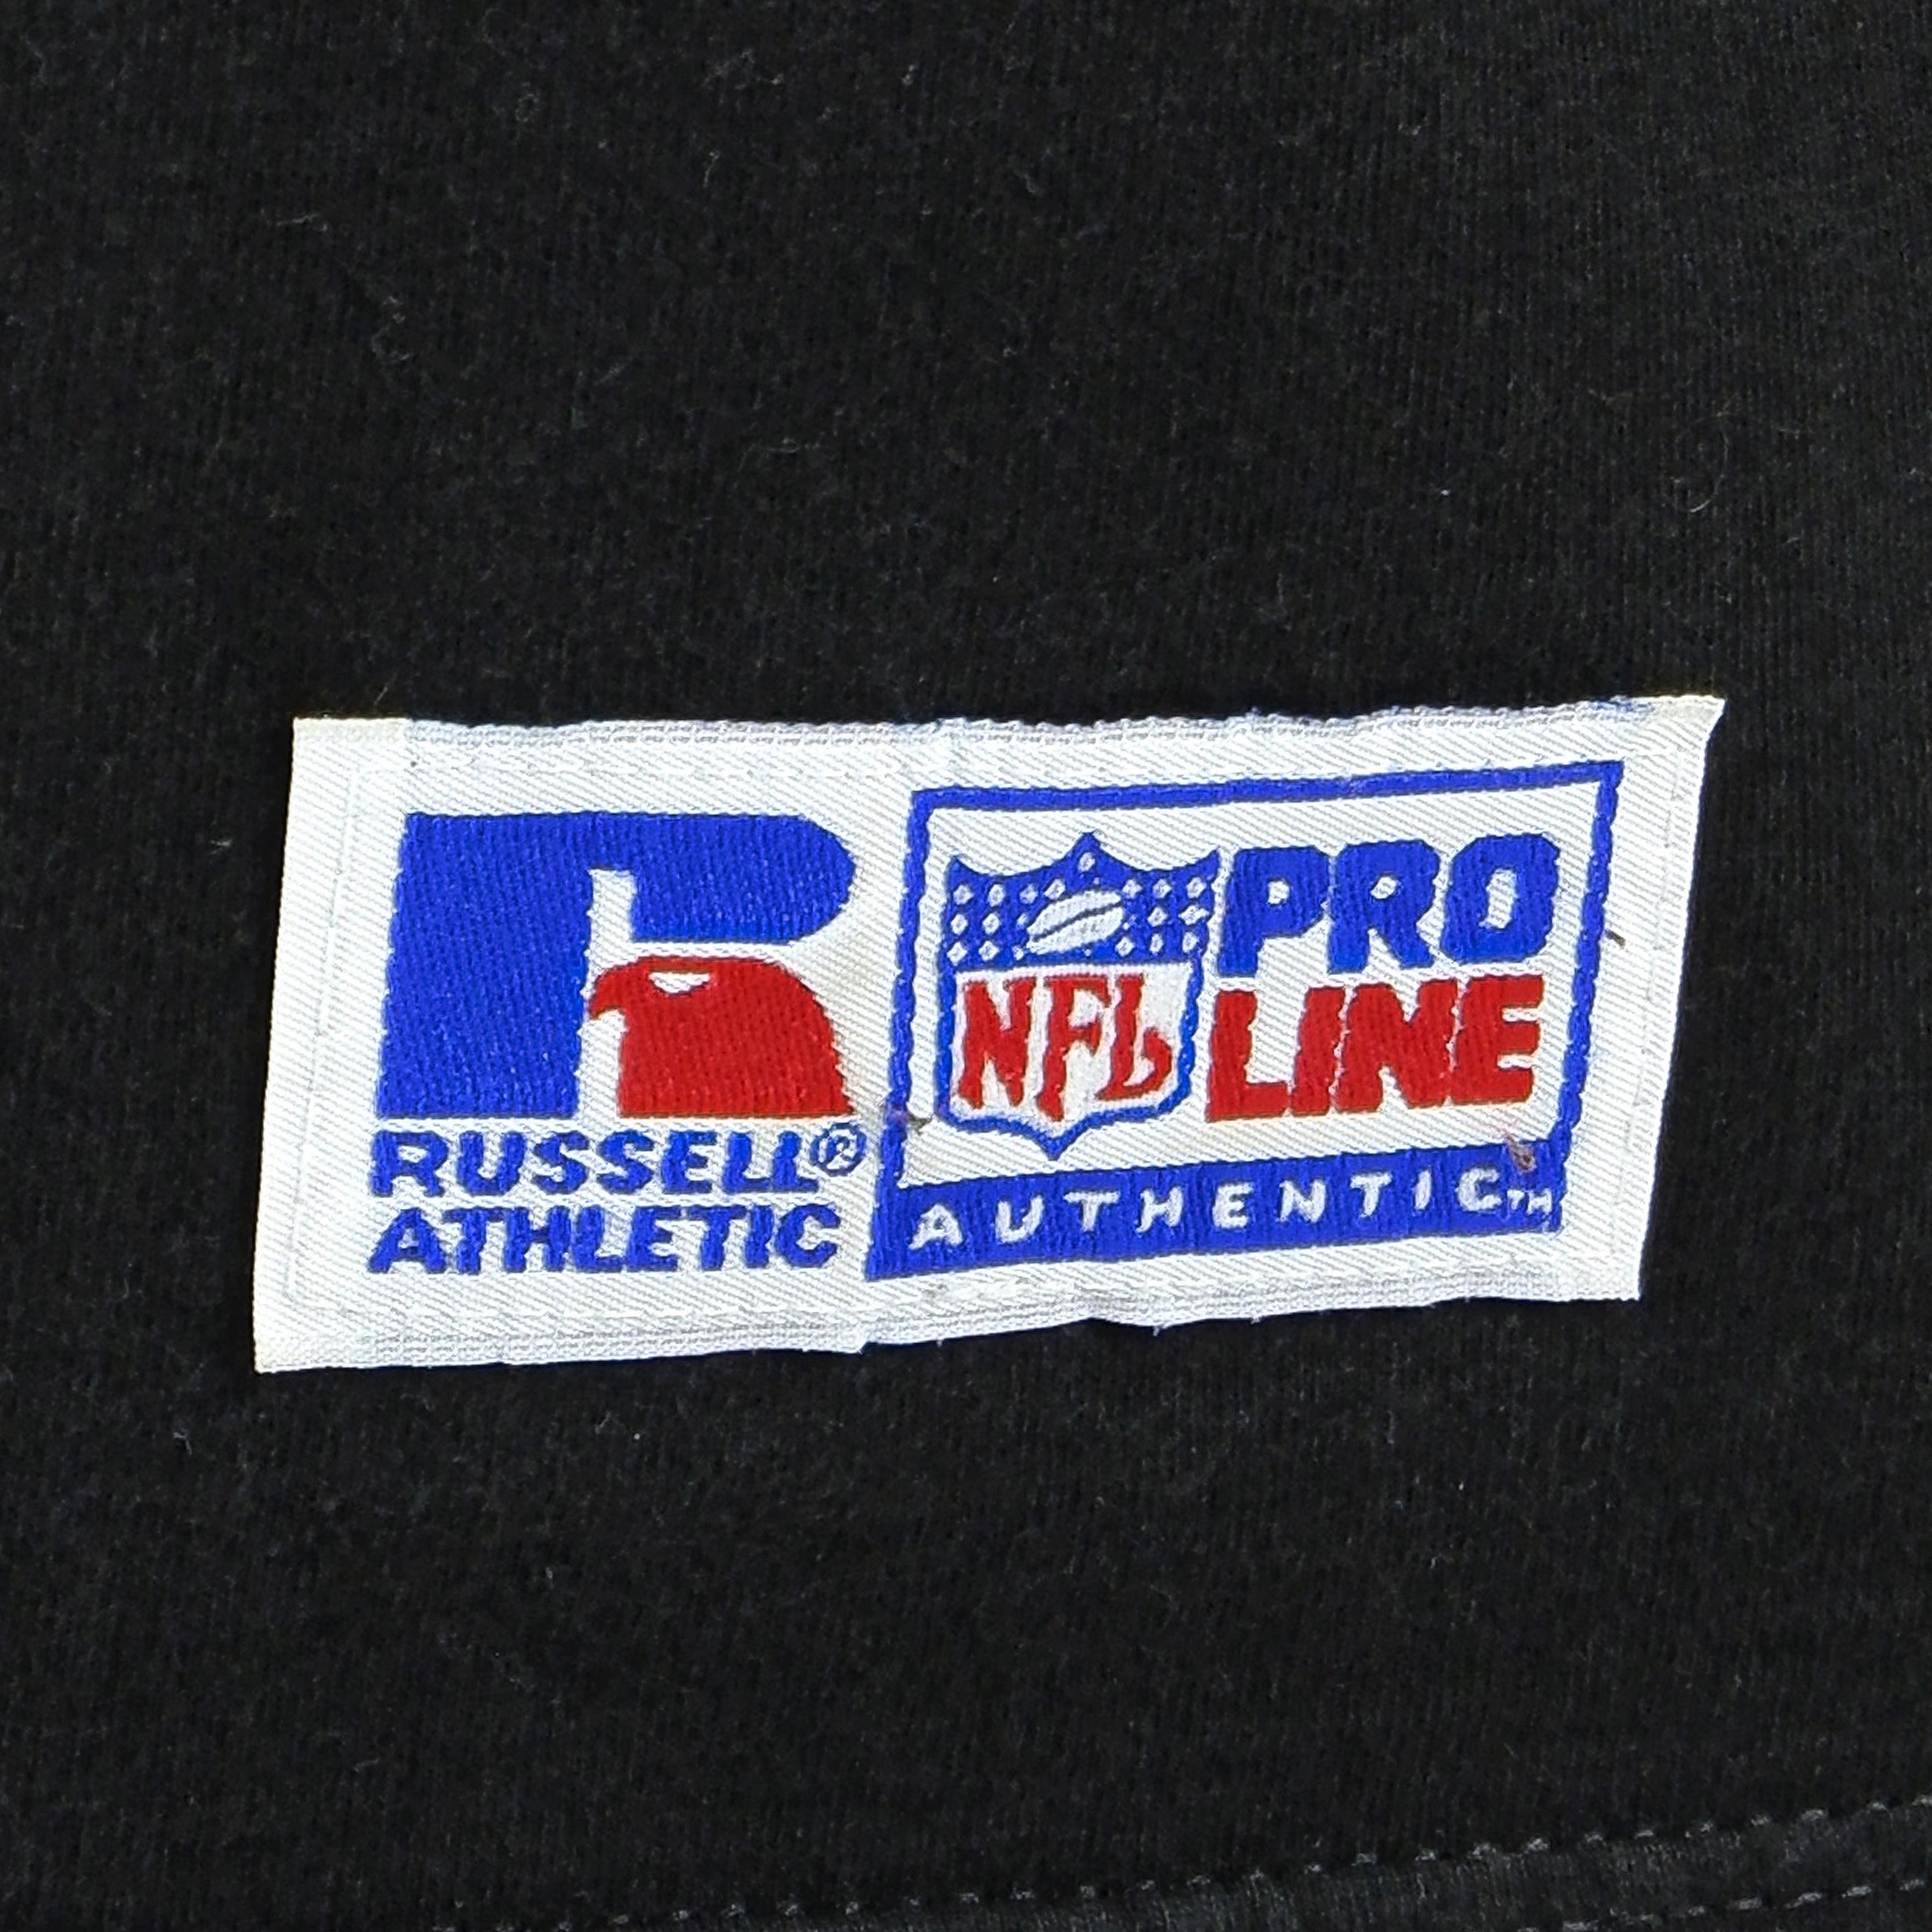 RUSSELL®
ATHLETIC
NFL
PRO
LINE
AUTHENTIC™